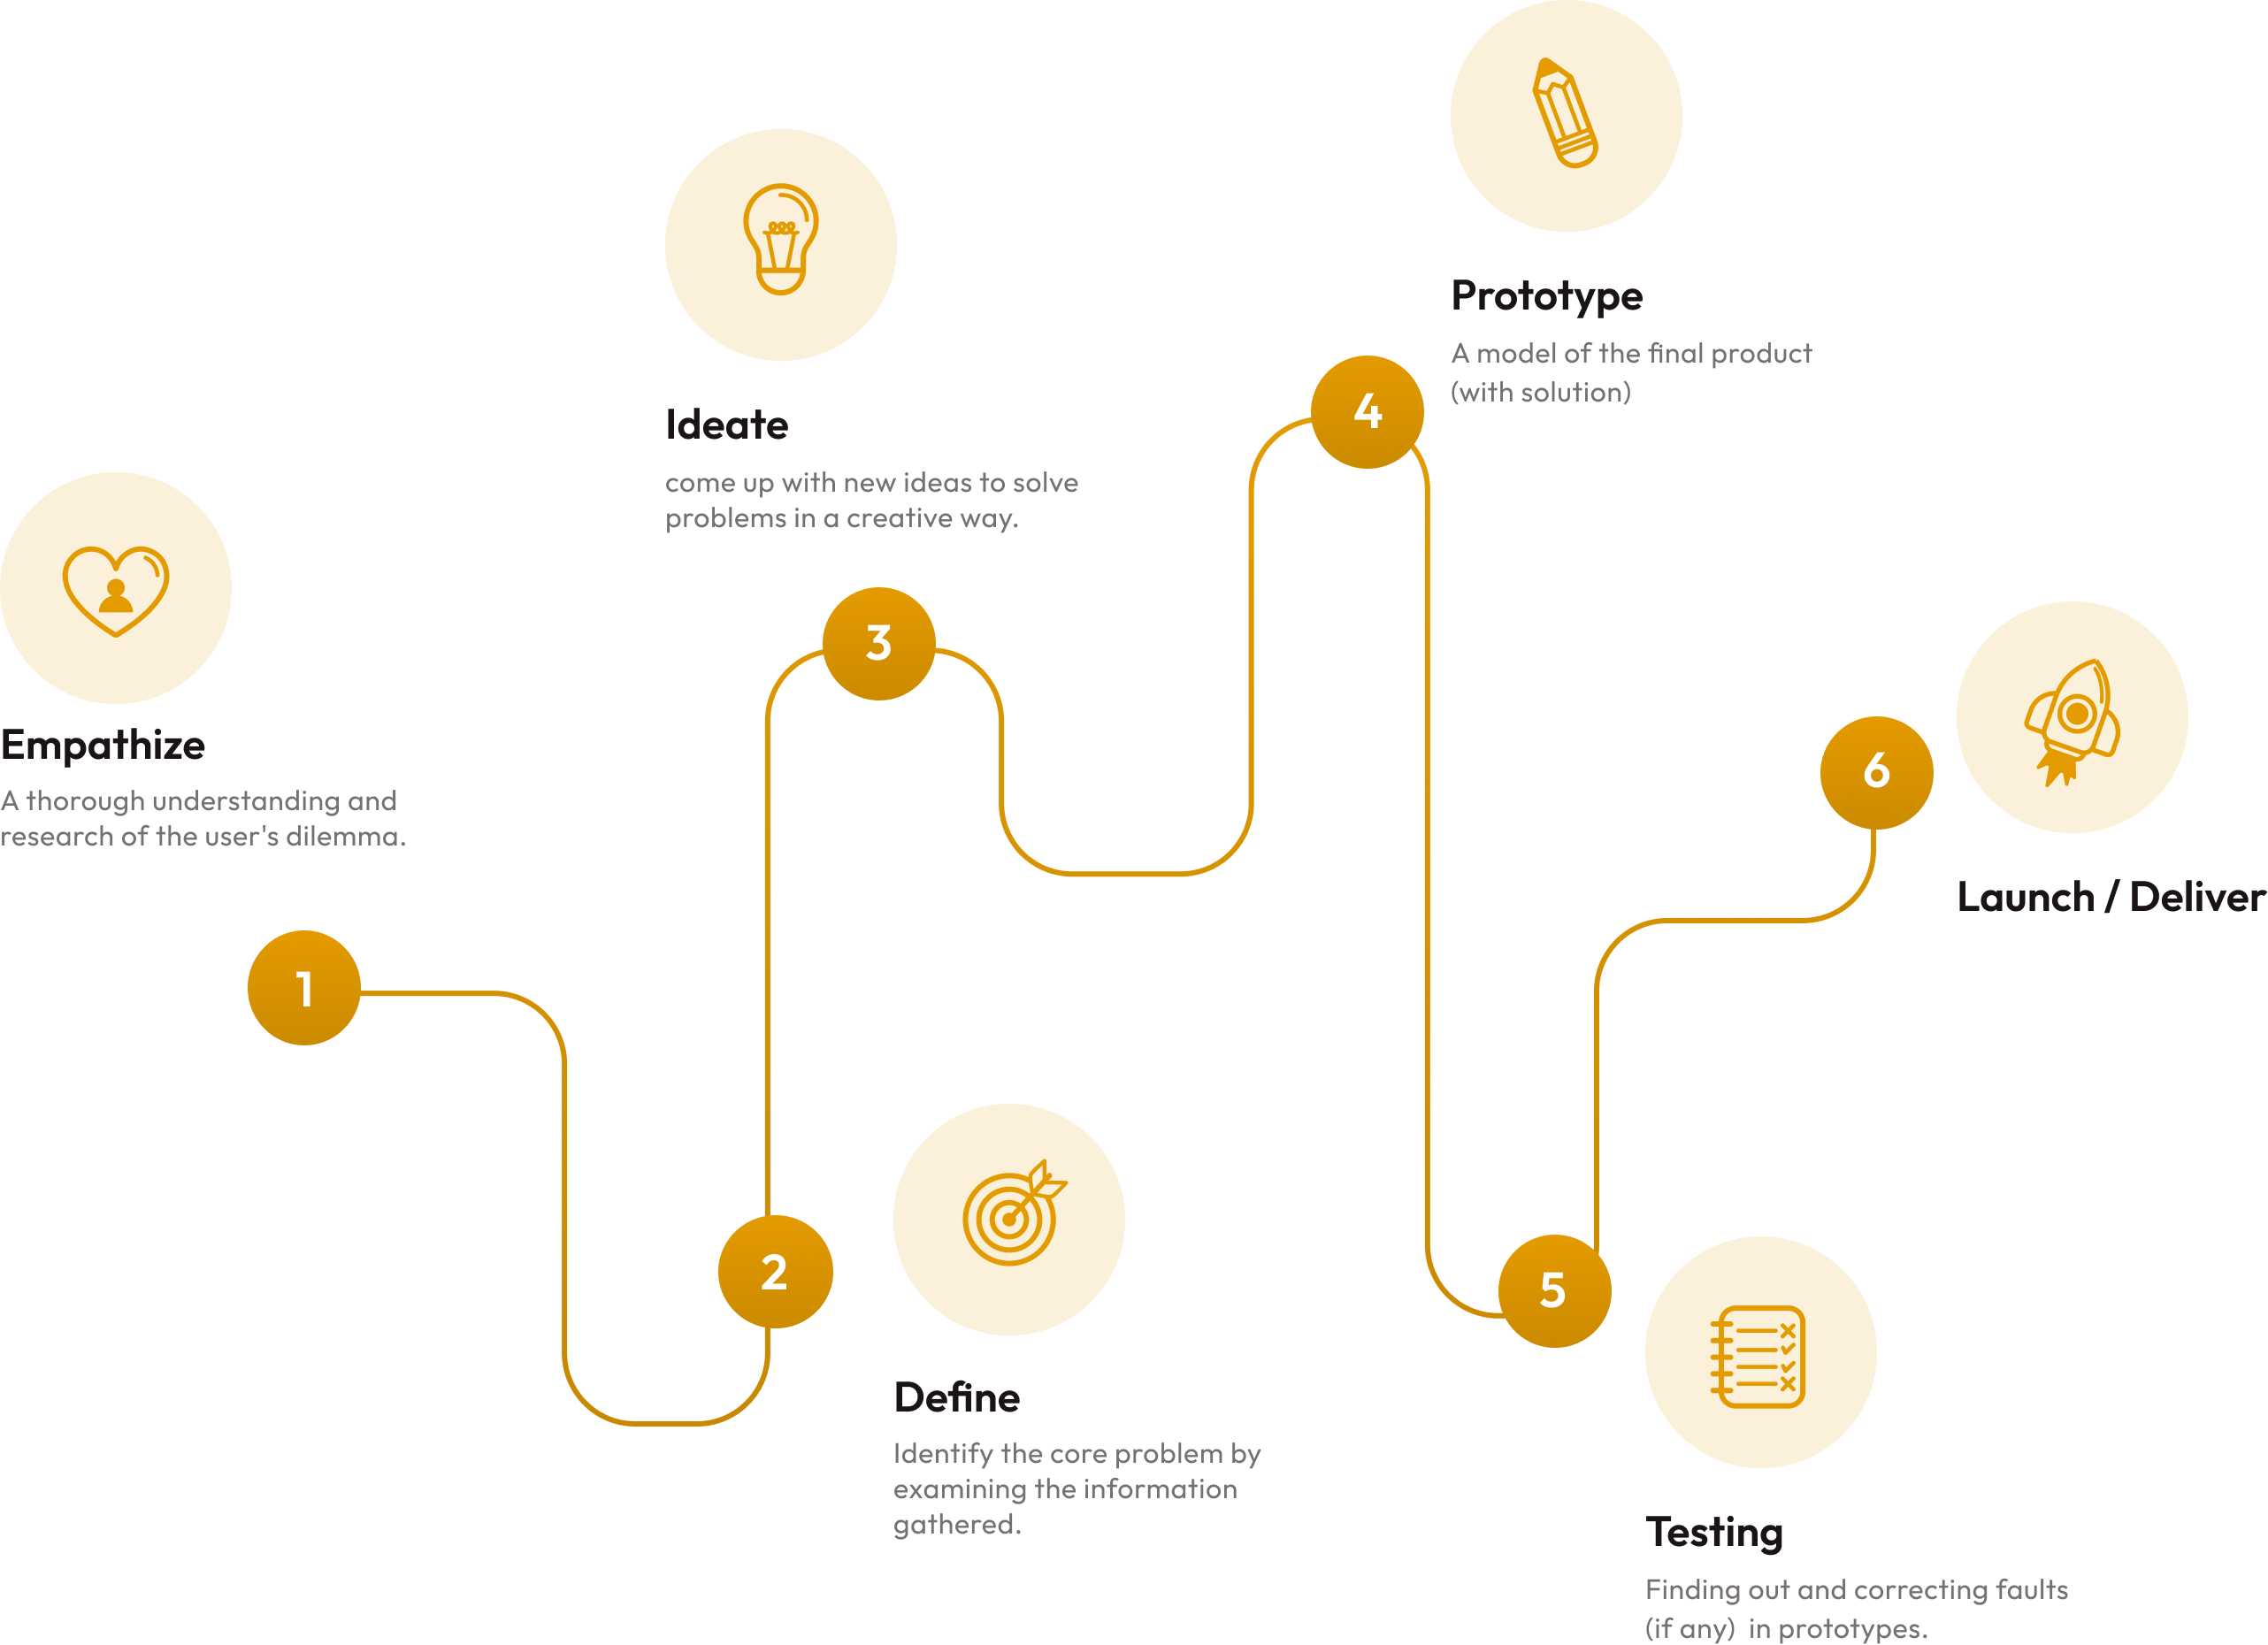 Empathize
A thorough understanding and
research of the user's dilemma.
1
2
Define
Identify the core problem by
examining the information
gathered.
Ideate
come up with new ideas to solve
problems in a creative way.
3
4
Prototype
A model of the final product
(with solution)
5
Testing
Finding out and correcting faults
(if any)  in prototypes.
6
Launch / Deliver